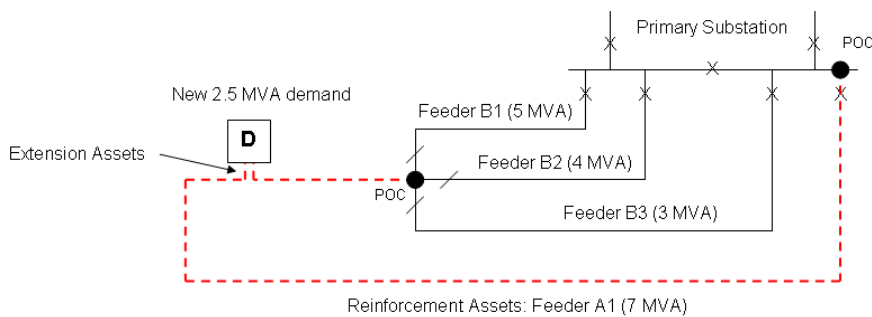 Primary Substation
POC
New 2.5 MVA demand
Feeder B1 (5 MVA)
D
Extension Assets
Feeder B2 (4 MVA)
POC
Feeder B3 (3 MVA)
Reinforcement Assets: Feeder A1 (7 MVA)